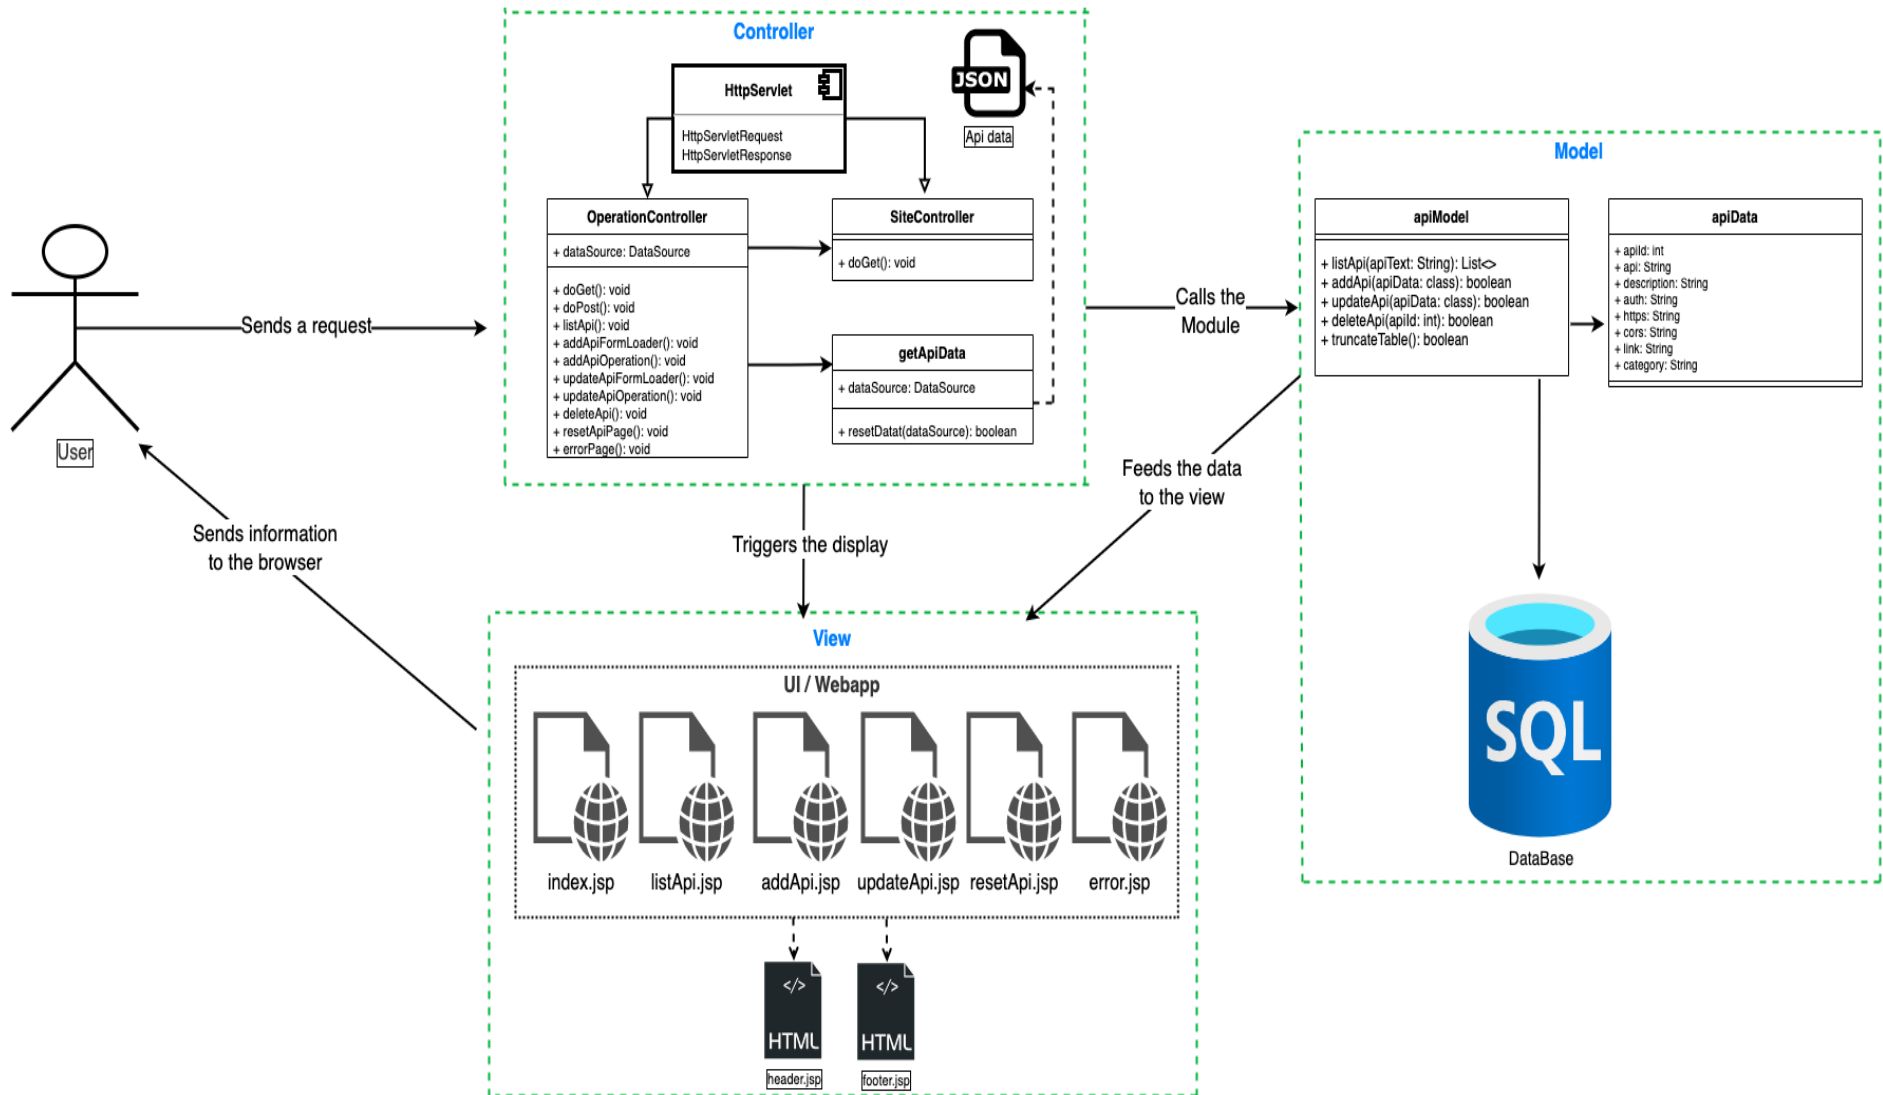 Controller
HttpServlet
HttpServletRequest
HttpServletResponse
JSON
Api data
OperationController
+ dataSource: DataSource
+ doGet(): void
+ doPost(): void
+ listApi(): void
+ addApiFormLoader(): void
+ addApiOperation(): void
+ updateApiFormLoader(): void
+ updateApiOperation(): void
+ deleteApi(): void
+ resetApiPage(): void
+ errorPage(): void
SiteController
+ doGet(): void
getApiData
+ dataSource: DataSource
+ resetDatat(dataSource): boolean
Model
apiModel
+ listApi(apiText: String): List<>
+ addApi(apiData: class): boolean
+ updateApi(apiData: class): boolean
+ deleteApi(apiId: int): boolean
+ truncateTable(): boolean
apiData
+ apiId: int
+ api: String
+ description: String
+ auth: String
+ https: String
+ cors: String
+ link: String
+ category: String
Sends a request
Calls the
Module
User
Feeds the data
to the view
Sends information
to the browser
Triggers the display
SQL
DataBase
View
UI / Webapp
index.jsp
listApi.jsp
addApi.jsp
updateApi.jsp
resetApi.jsp
error.jsp
</>
HTML
header.jsp
</>
HTML
footer.jsp